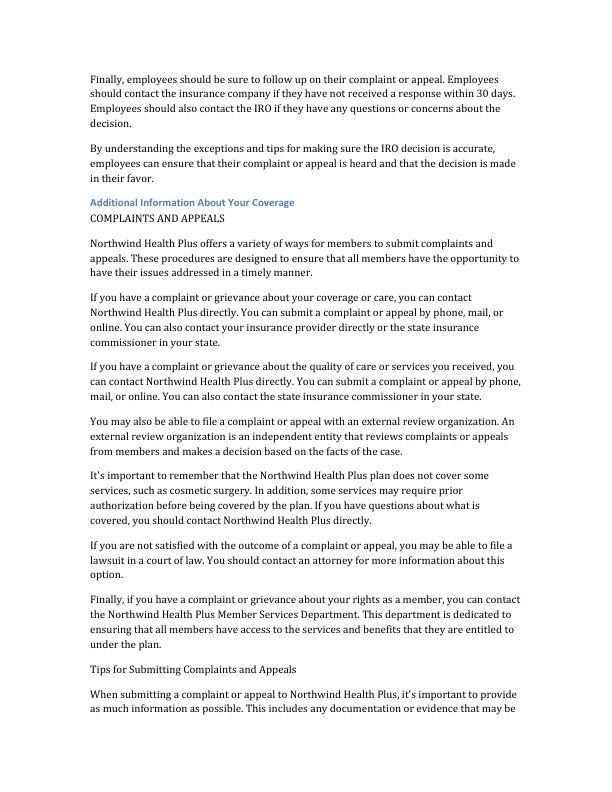 Finally, employees should be sure to follow up on their complaint or appeal. Employees
should contact the insurance company if they have not received a response within 30 days.
Employees should also contact the IRO if they have any questions or concerns about the
decision.
By understanding the exceptions and tips for making sure the IRO decision is accurate,
employees can ensure that their complaint or appeal is heard and that the decision is made
in their favor.
Additional Information About Your Coverage
COMPLAINTS AND APPEALS
Northwind Health Plus offers a variety of ways for members to submit complaints and
appeals. These procedures are designed to ensure that all members have the opportunity to
have their issues addressed in a timely manner.
If you have a complaint or grievance about your coverage or care, you can contact
Northwind Health Plus directly. You can submit a complaint or appeal by phone, mail, or
online. You can also contact your insurance provider directly or the state insurance
commissioner in your state.
If you have a complaint or grievance about the quality of care or services you received, you
can contact Northwind Health Plus directly. You can submit a complaint or appeal by phone,
mail, or online. You can also contact the state insurance commissioner in your state.
You may also be able to file a complaint or appeal with an external review organization. An
external review organization is an independent entity that reviews complaints or appeals
from members and makes a decision based on the facts of the case.
It's important to remember that the Northwind Health Plus plan does not cover some
services, such as cosmetic surgery. In addition, some services may require prior
authorization before being covered by the plan. If you have questions about what is
covered, you should contact Northwind Health Plus directly.
If you are not satisfied with the outcome of a complaint or appeal, you may be able to file a
lawsuit in a court of law. You should contact an attorney for more information about this
option.
Finally, if you have a complaint or grievance about your rights as a member, you can contact
the Northwind Health Plus Member Services Department. This department is dedicated to
ensuring that all members have access to the services and benefits that they are entitled to
under the plan.
Tips for Submitting Complaints and Appeals
When submitting a complaint or appeal to Northwind Health Plus, it's important to provide
as much information as possible. This includes any documentation or evidence that may be